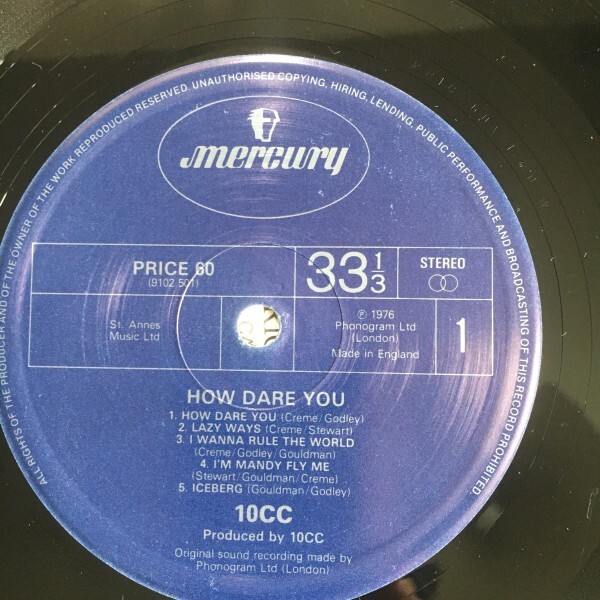 ALL RIGHTS OF THE PRODUCER AND OF THE OWNER OF THE WORK REPRODUCED RESERVED. UNAUTHORISED COPYING, HIRING, LENDING, PUBLIC PERFORMANCE AND BROADCASTING OF THIS RECORD PROHIBITED.
mercury
PRICE 60
(9102 501)
33 1/3
STEREO
St. Annes
Music Ltd
℗ 1976
Phonogram Ltd
(London)
Made in England
1
HOW DARE YOU
1. HOW DARE YOU (Creme/Godley)
2. LAZY WAYS (Creme/Stewart)
3. I WANNA RULE THE WORLD
(Creme/Godley/Gouldman)
4. I'M MANDY FLY ME
(Stewart/Gouldman/Creme)
5. ICEBERG (Gouldman/Godley)
10CC
Produced by 10CC
Original sound recording made by
Phonogram Ltd (London)